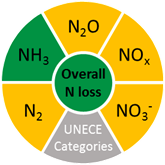 N₂O
NOₓ
NO₃⁻
UNECE
Categories
N₂
NH₃
Overall
N loss